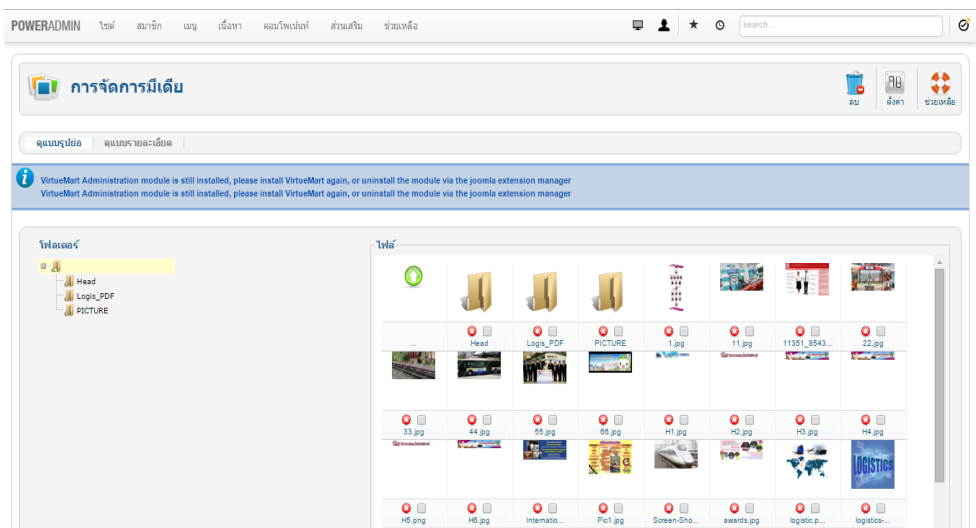 POWERADMIN ไซต์ สมาชิก เมนู เนื้อหา คอมโพเน้นท์ ส่วนเสริม ช่วยเหลือ search...
การจัดการมีเดีย
ลบ ตั้งค่า ช่วยเหลือ
ดูแบบรูปย่อ ดูแบบรายละเอียด
VirtueMart Administration module is still installed, please install VirtueMart again, or uninstall the module via the joomla extension manager
VirtueMart Administration module is still installed, please install VirtueMart again, or uninstall the module via the joomla extension manager
โฟลเดอร์
Head
Logis_PDF
PICTURE
ไฟล์
.. Head Logis_PDF PICTURE 1.jpg 11.jpg 11351_8543... 22.jpg
33.jpg 44.jpg 55.jpg 66.jpg H1.jpg H2.jpg H3.jpg H4.jpg
LOGISTICS
H5.png H6.jpg Internatio... Pic1.jpg Screen-Sho... awards.jpg logistic.p... logistics-...